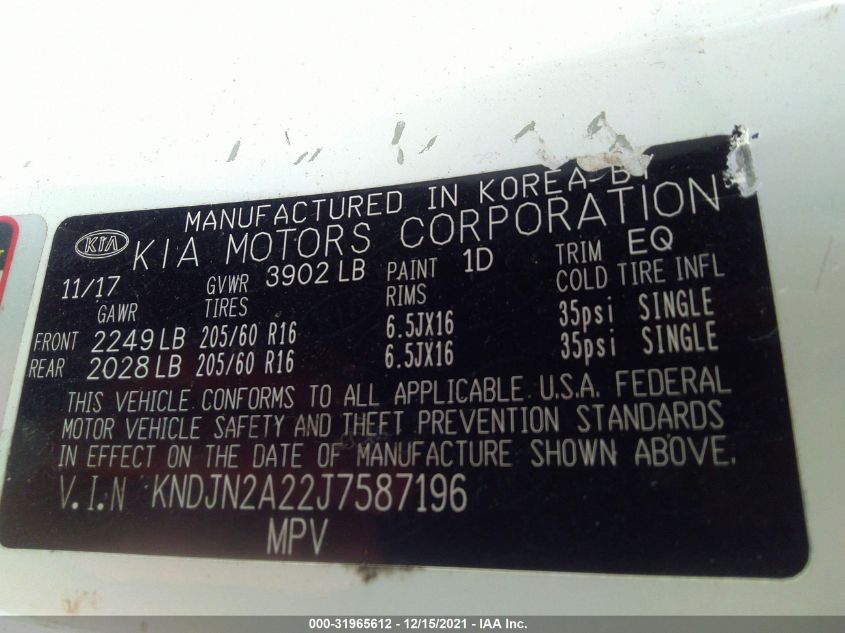 MANUFACTURED IN KOREA BY
KIA KIA MOTORS CORPORATION
11/17 GVWR 3902 LB PAINT 1D TRIM EQ
GAWR TIRES RIMS COLD TIRE INFL
FRONT 2249 LB 205/60 R16 6.5JX16 35psi SINGLE
REAR 2028 LB 205/60 R16 6.5JX16 35psi SINGLE
THIS VEHICLE CONFORMS TO ALL APPLICABLE U.S.A. FEDERAL
MOTOR VEHICLE SAFETY AND THEFT PREVENTION STANDARDS
IN EFFECT ON THE DATE OF MANUFACTURE SHOWN ABOVE.
V.I.N KNDJN2A22J7587196
MPV
000-31965612 - 12/15/2021 - IAA Inc.